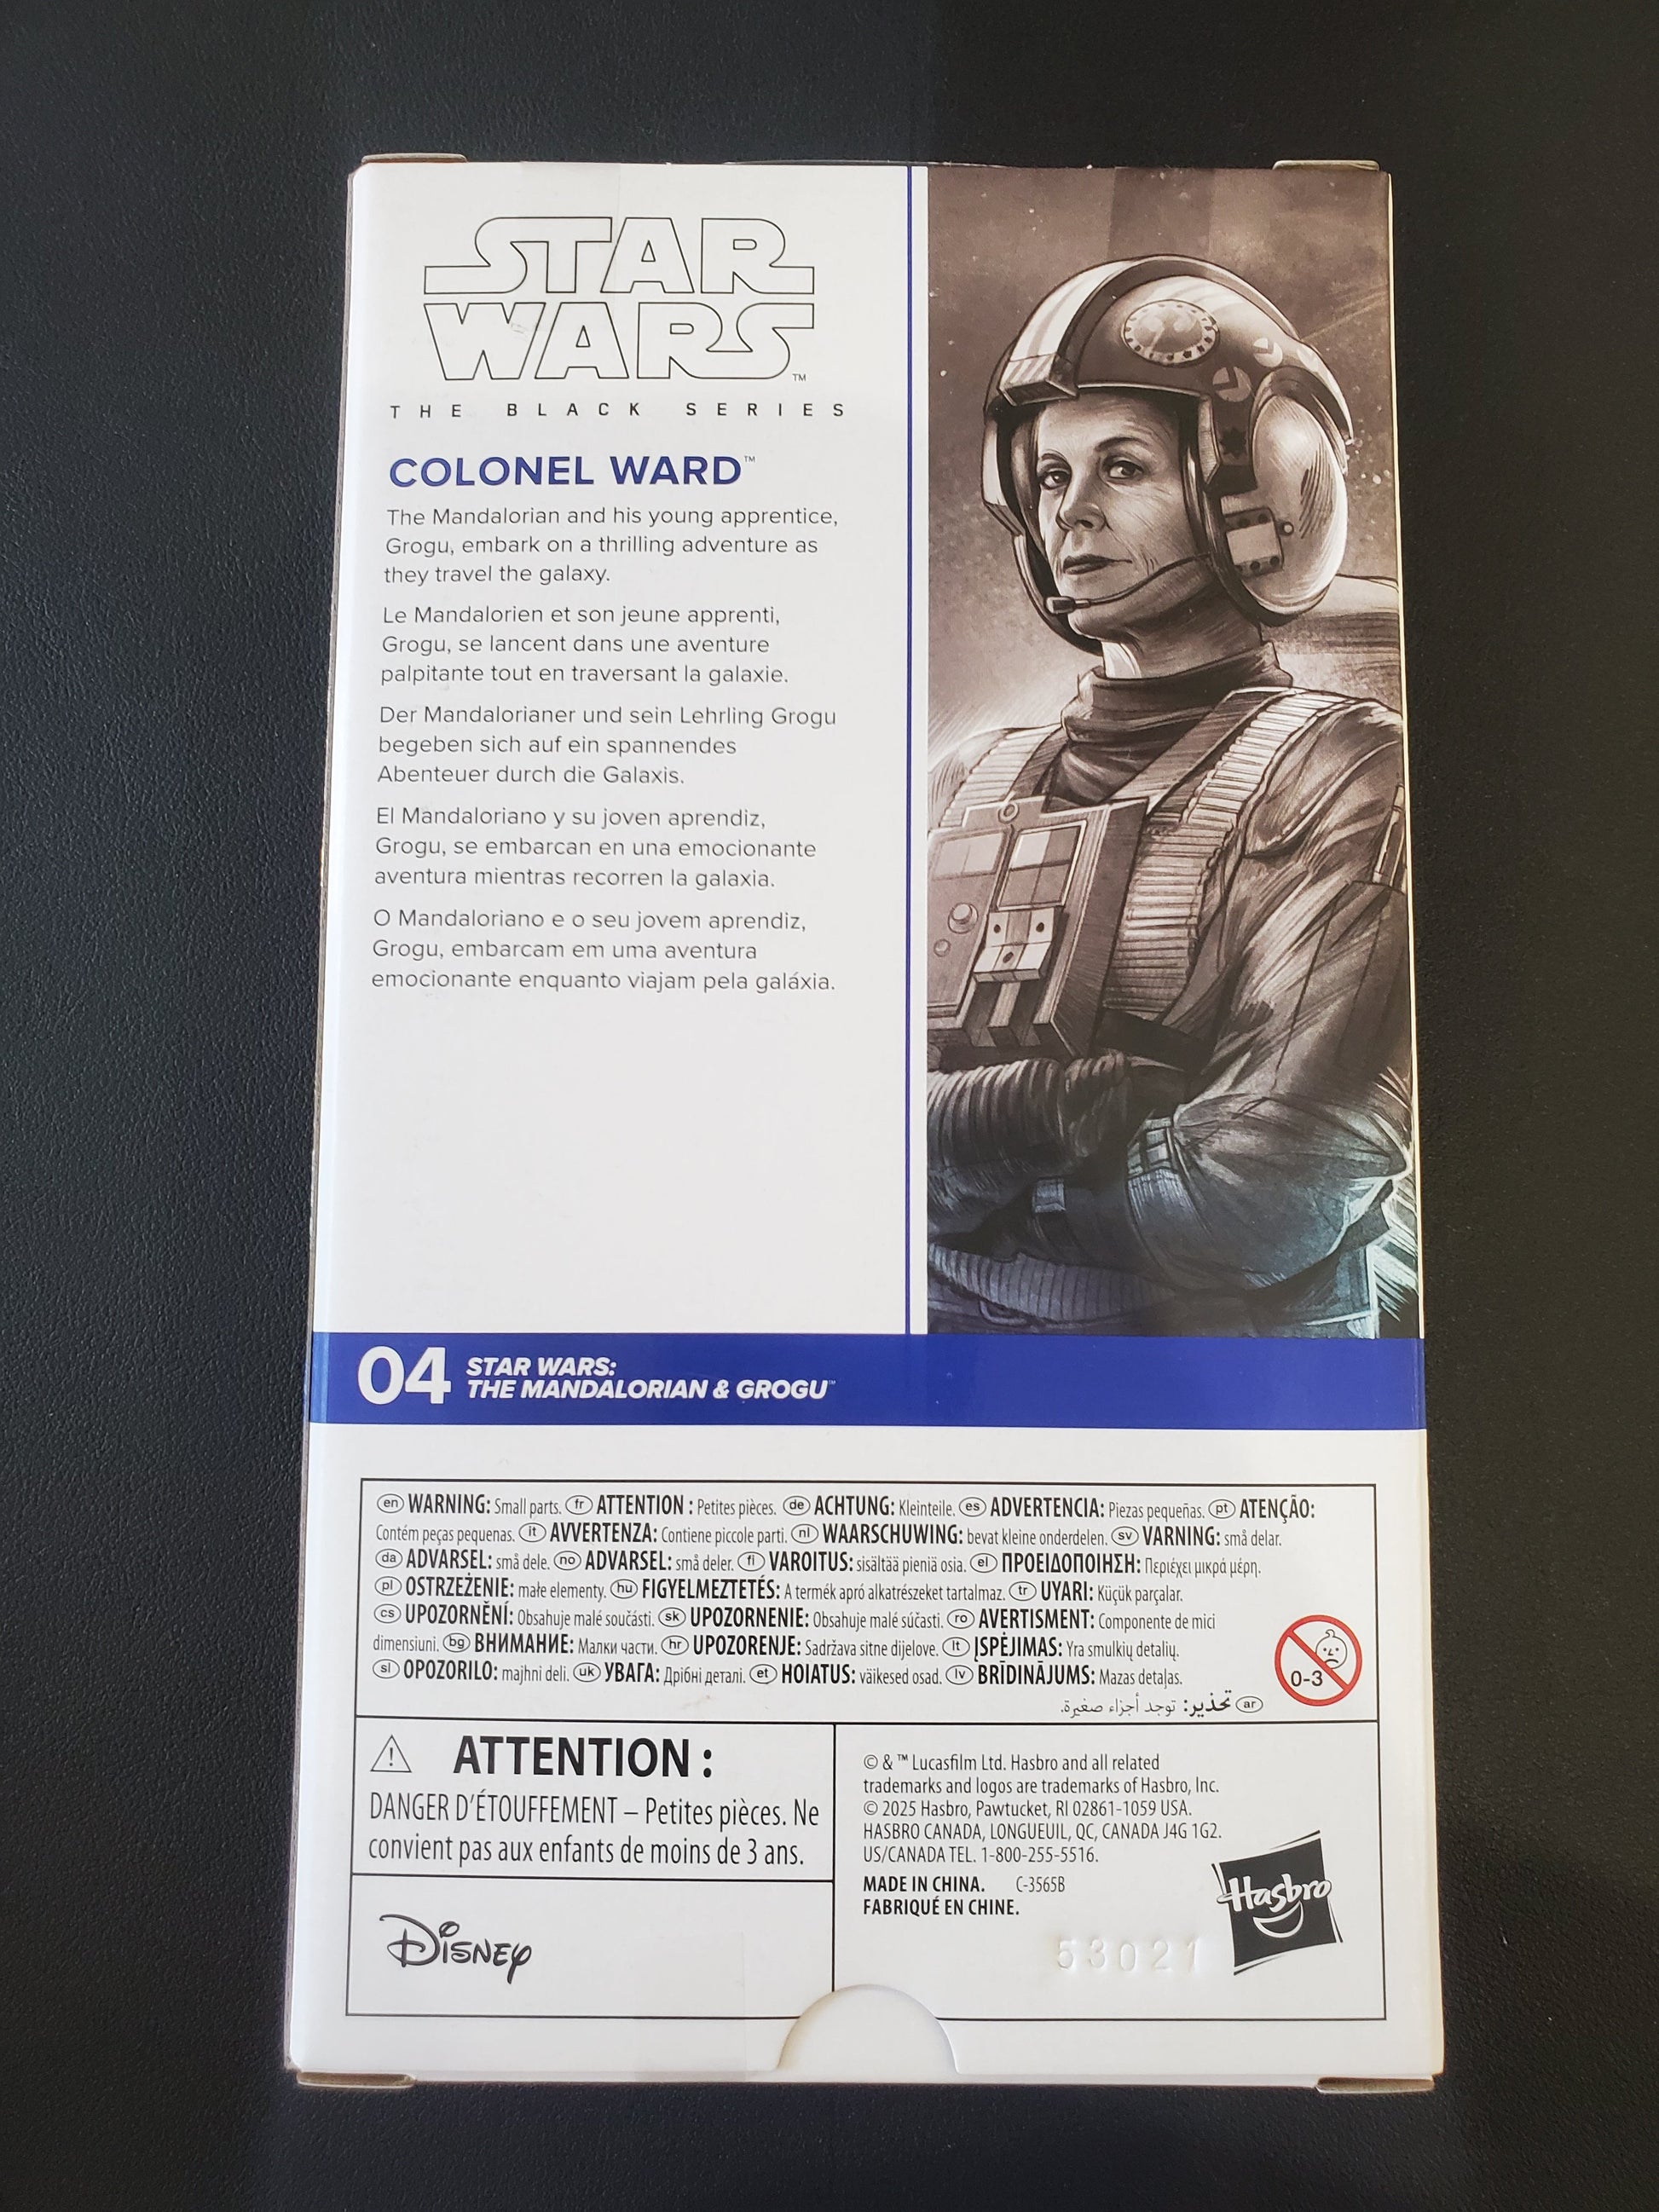 STAR
WARS™
THE BLACK SERIES
COLONEL WARD™
The Mandalorian and his young apprentice,
Grogu, embark on a thrilling adventure as
they travel the galaxy.
Le Mandalorien et son jeune apprenti,
Grogu, se lancent dans une aventure
palpitante tout en traversant la galaxie.
Der Mandalorianer und sein Lehrling Grogu
begeben sich auf ein spannendes
Abenteuer durch die Galaxis.
El Mandaloriano y su joven aprendiz,
Grogu, se embarcan en una emocionante
aventura mientras recorren la galaxia.
O Mandaloriano e o seu jovem aprendiz,
Grogu, embarcam em uma aventura
emocionante enquanto viajam pela galáxia.
04 STAR WARS:
THE MANDALORIAN & GROGU™
en WARNING: Small parts. fr ATTENTION : Petites pièces. de ACHTUNG: Kleinteile. es ADVERTENCIA: Piezas pequeñas. pt ATENÇÃO:
Contém peças pequenas. it AVVERTENZA: Contiene piccole parti. nl WAARSCHUWING: bevat kleine onderdelen. sv VARNING: små delar.
da ADVARSEL: små dele. no ADVARSEL: små deler. fi VAROITUS: sisältää pieniä osia. el ΠΡΟΕΙΔΟΠΟΙΗΣΗ: Περιέχει μικρά μέρη.
pl OSTRZEŻENIE: małe elementy. hu FIGYELMEZTETÉS: A termék apró alkatrészeket tartalmaz. tr UYARI: Küçük parçalar.
cs UPOZORNĚNÍ: Obsahuje malé součásti. sk UPOZORNENIE: Obsahuje malé súčasti. ro AVERTISMENT: Componente de mici
dimensiuni. bg ВНИМАНИЕ: Малки части. hr UPOZORENJE: Sadržava sitne dijelove. lt ĮSPĖJIMAS: Yra smulkių detalių.
sl OPOZORILO: majhni deli. uk УВАГА: Дрібні деталі. et HOIATUS: väikesed osad. lv BRĪDINĀJUMS: Mazas detaļas.
ar تحذير: توجد أجزاء صغيرة.
0-3
ATTENTION :
DANGER D'ÉTOUFFEMENT – Petites pièces. Ne
convient pas aux enfants de moins de 3 ans.
Disney
© & ™ Lucasfilm Ltd. Hasbro and all related
trademarks and logos are trademarks of Hasbro, Inc.
© 2025 Hasbro, Pawtucket, RI 02861-1059 USA.
HASBRO CANADA, LONGUEUIL, QC, CANADA J4G 1G2.
US/CANADA TEL. 1-800-255-5516.
MADE IN CHINA. C-3565B
FABRIQUÉ EN CHINE.
53021
Hasbro